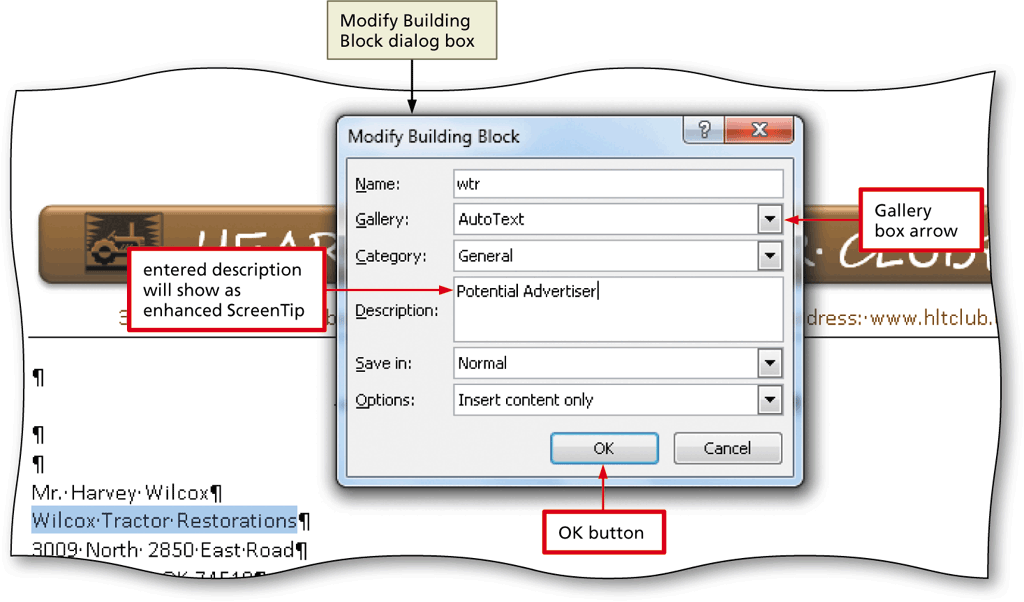 Modify Building
Block dialog box
Modify Building Block
Name: wtr
Gallery: AutoText
Gallery
box arrow
Category: General
entered description
will show as
enhanced ScreenTip
Description: Potential Advertiser
dress:·www.hltclub.
Save in: Normal
Options: Insert content only
OK Cancel
OK button
¶
¶
¶
Mr.·Harvey·Wilcox¶
Wilcox·Tractor·Restorations¶
3009·North·2850·East·Road¶